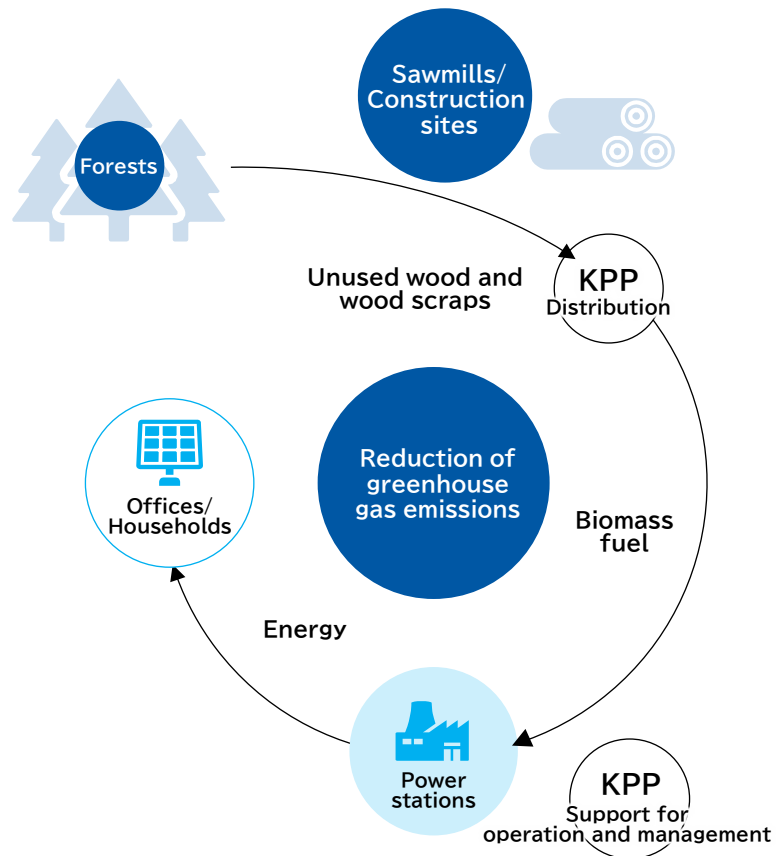 Sawmills/
Construction
sites
Forests
Unused wood and
wood scraps
KPP
Distribution
Reduction of
greenhouse
gas emissions
Offices/
Households
Biomass
fuel
Energy
Power
stations
KPP
Support for
operation and management